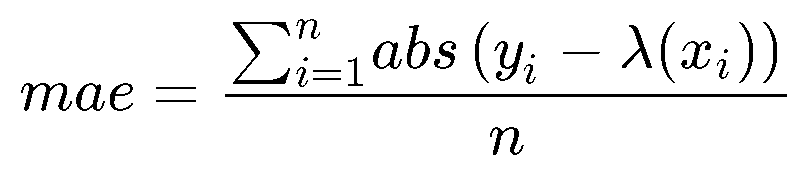 mae = \frac{\sum_{i=1}^{n} abs\left(y_i - \lambda(x_i)\right)}{n}